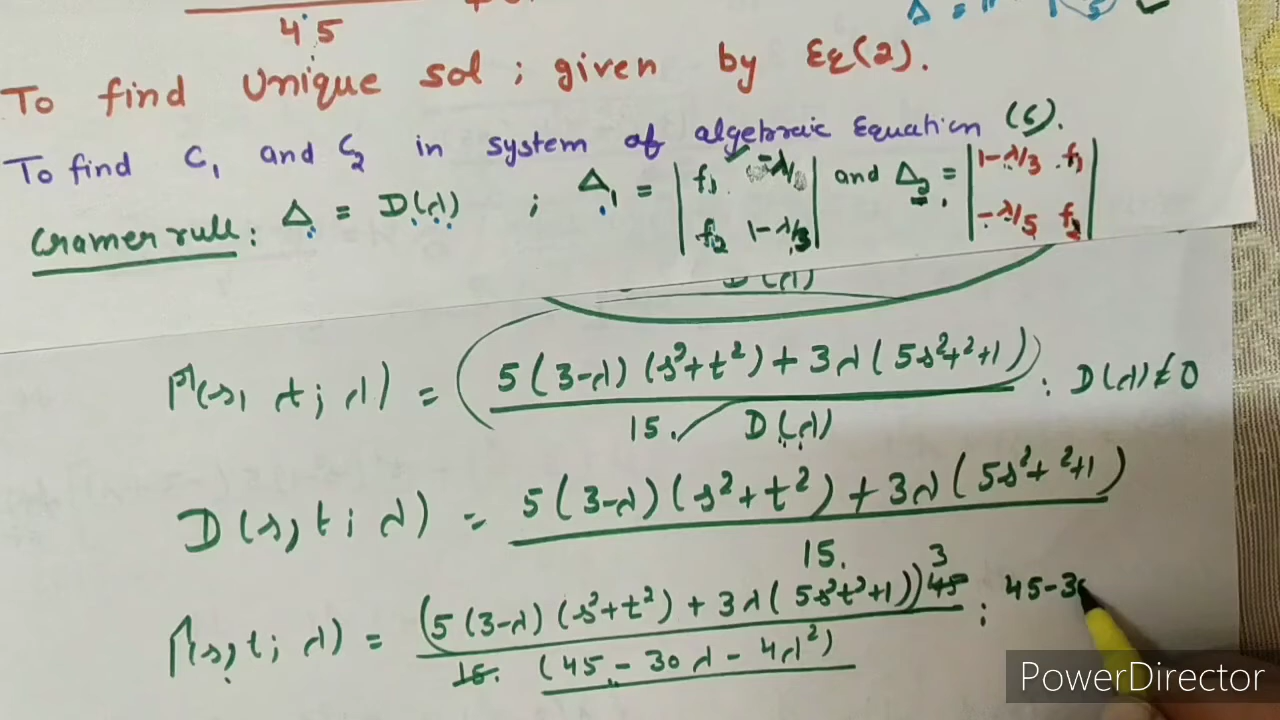 45
To find Unique sol ; given by Eq(2).
To find C₁ and C₂ in system of algebraic Equation (6).
Cramer rule : Δ = D(λ) ; Δ₁ = | f₁ -λ/ ; f₂ 1-λ/3 | and Δ₂ = | 1-λ/3 f₁ ; -λ/5 f₂ |
D(λ)
Γ(s, t; λ) = (5(3-λ)(s²+t²) + 3λ(5s²t²+1)) / 15. D(λ) : D(λ) ≠ 0
D(s, t; λ) = 5(3-λ)(s²+t²) + 3λ(5s²t²+1) / 15.
Γ(s, t; λ) = (5(3-λ)(s²+t²) + 3λ(5s²t²+1)) 45 3 / 15. (45 - 30λ - 4λ²) ; 45-3
PowerDirector